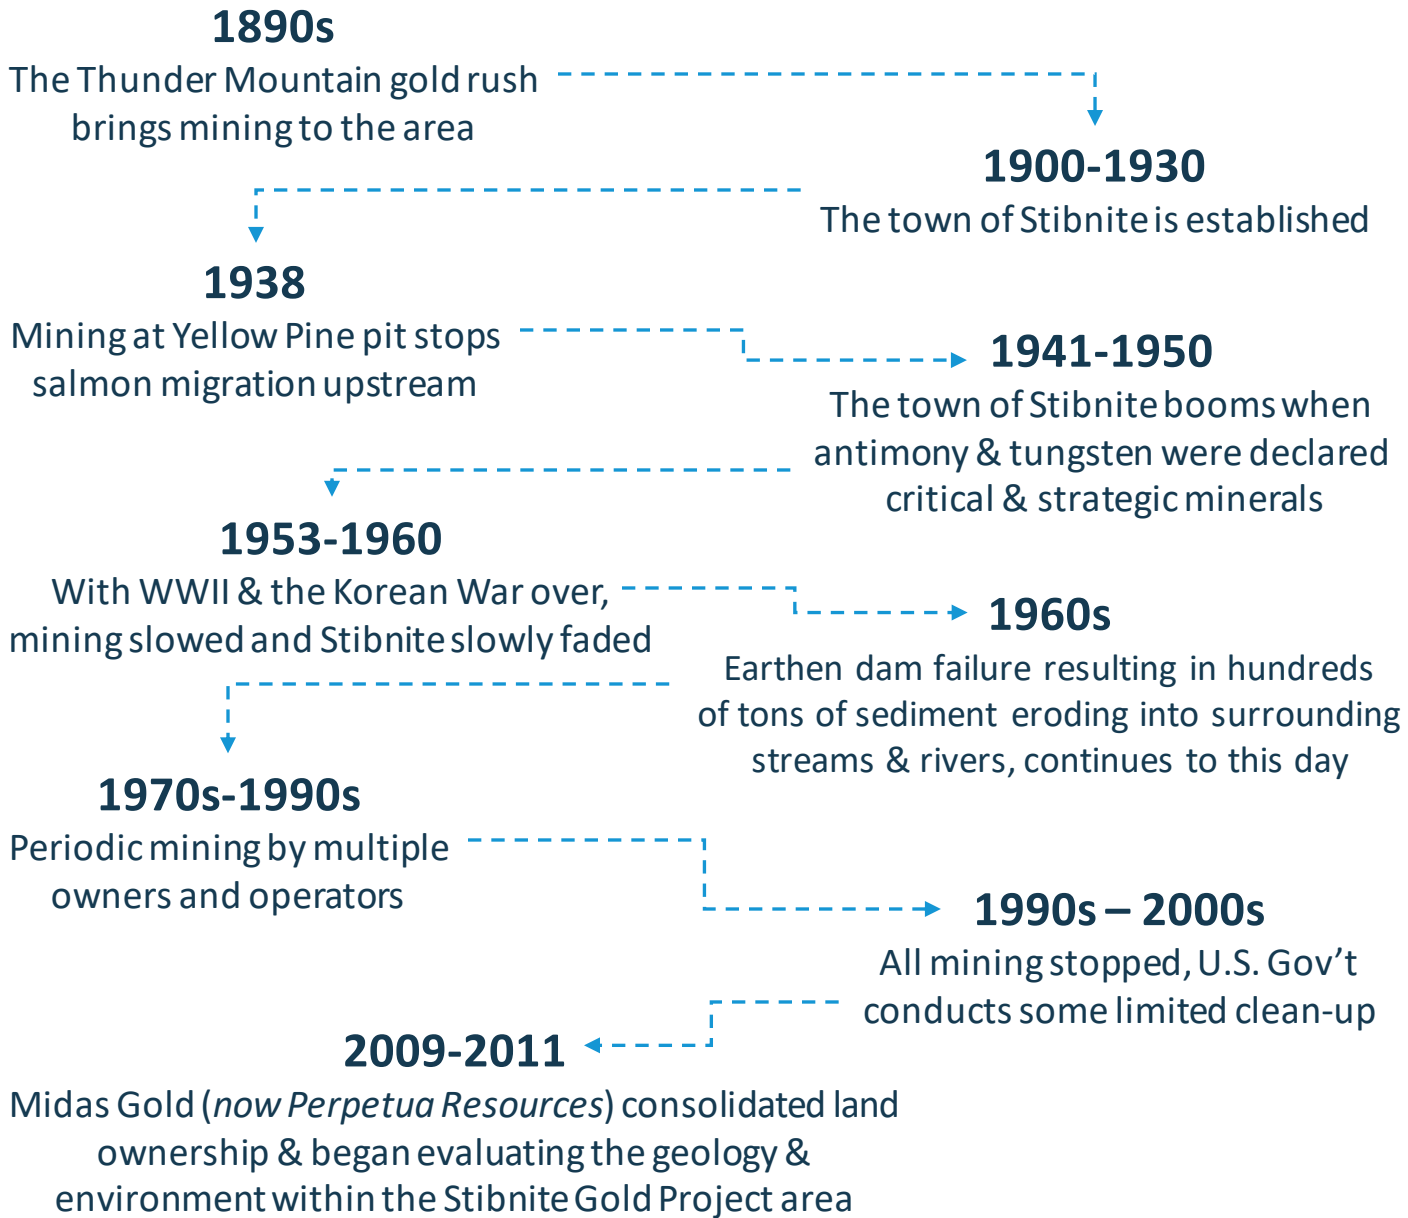 1890s
The Thunder Mountain gold rush
brings mining to the area
1900-1930
The town of Stibnite is established
1938
Mining at Yellow Pine pit stops
salmon migration upstream
1941-1950
The town of Stibnite booms when
antimony & tungsten were declared
critical & strategic minerals
1953-1960
With WWII & the Korean War over,
mining slowed and Stibnite slowly faded
1960s
Earthen dam failure resulting in hundreds
of tons of sediment eroding into surrounding
streams & rivers, continues to this day
1970s-1990s
Periodic mining by multiple
owners and operators
1990s – 2000s
All mining stopped, U.S. Gov’t
conducts some limited clean-up
2009-2011
Midas Gold (now Perpetua Resources) consolidated land
ownership & began evaluating the geology &
environment within the Stibnite Gold Project area